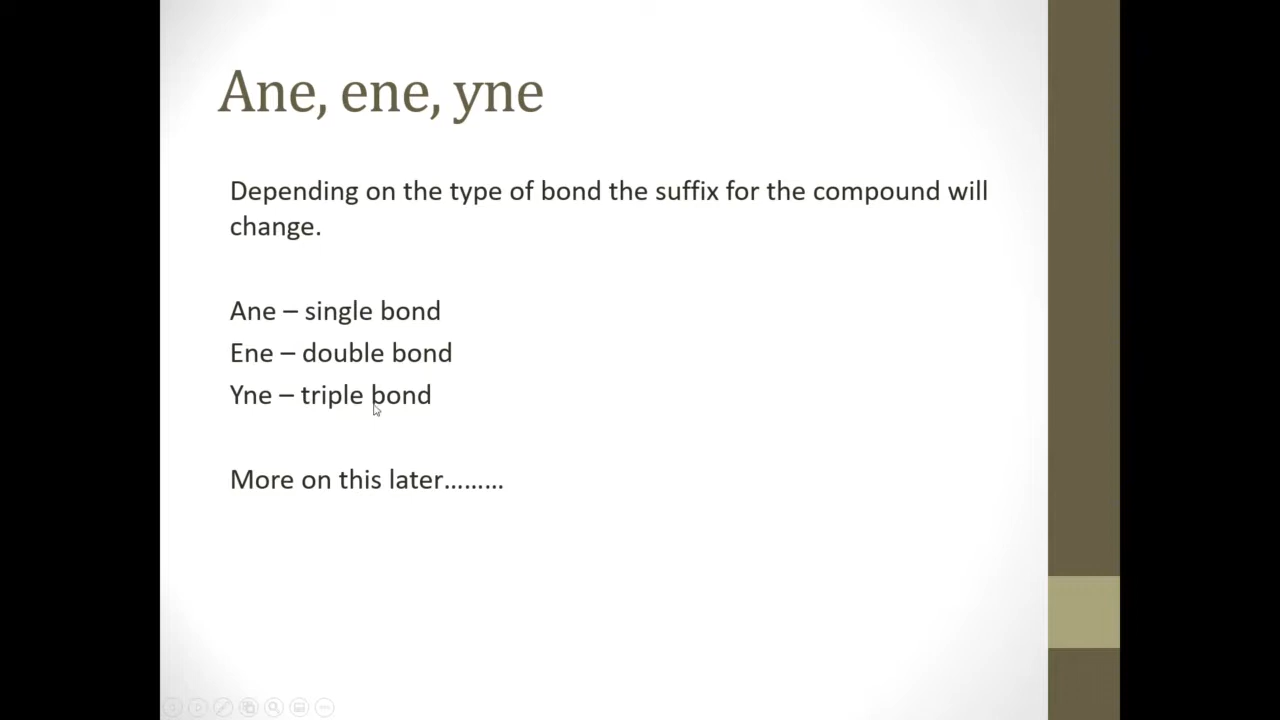 Ane, ene, yne
Depending on the type of bond the suffix for the compound will
change.
Ane – single bond
Ene – double bond
Yne – triple bond
More on this later………